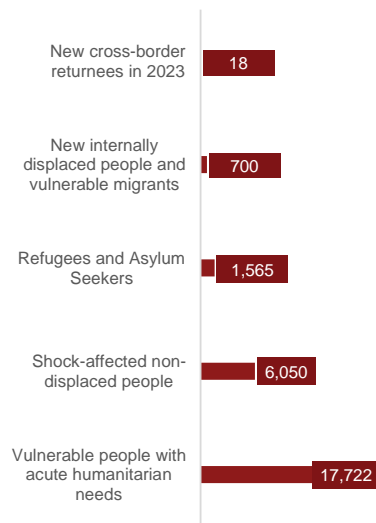 New cross-border
returnees in 2023
18
New internally
displaced people and
vulnerable migrants
700
Refugees and Asylum
Seekers
1,565
Shock-affected non-
displaced people
6,050
Vulnerable people with
acute humanitarian
needs
17,722